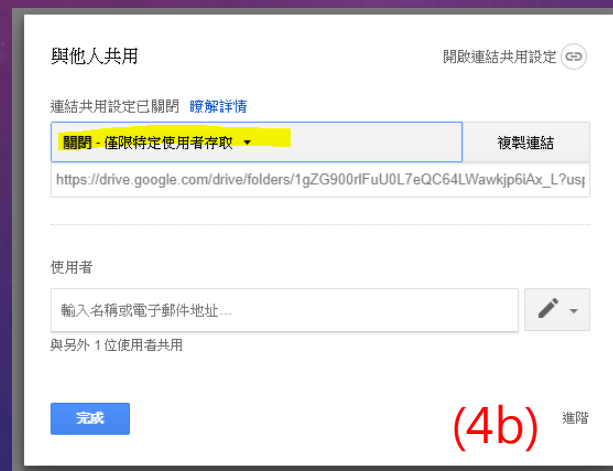 與他人共用
開啟連結共用設定
連結共用設定已關閉 瞭解詳情
關閉 - 僅限特定使用者存取
複製連結
https://drive.google.com/drive/folders/1gZG900rlFuU0L7eQC64LWawkjp6iAx_L?usp
使用者
輸入名稱或電子郵件地址...
與另外 1 位使用者共用
完成
(4b)
進階